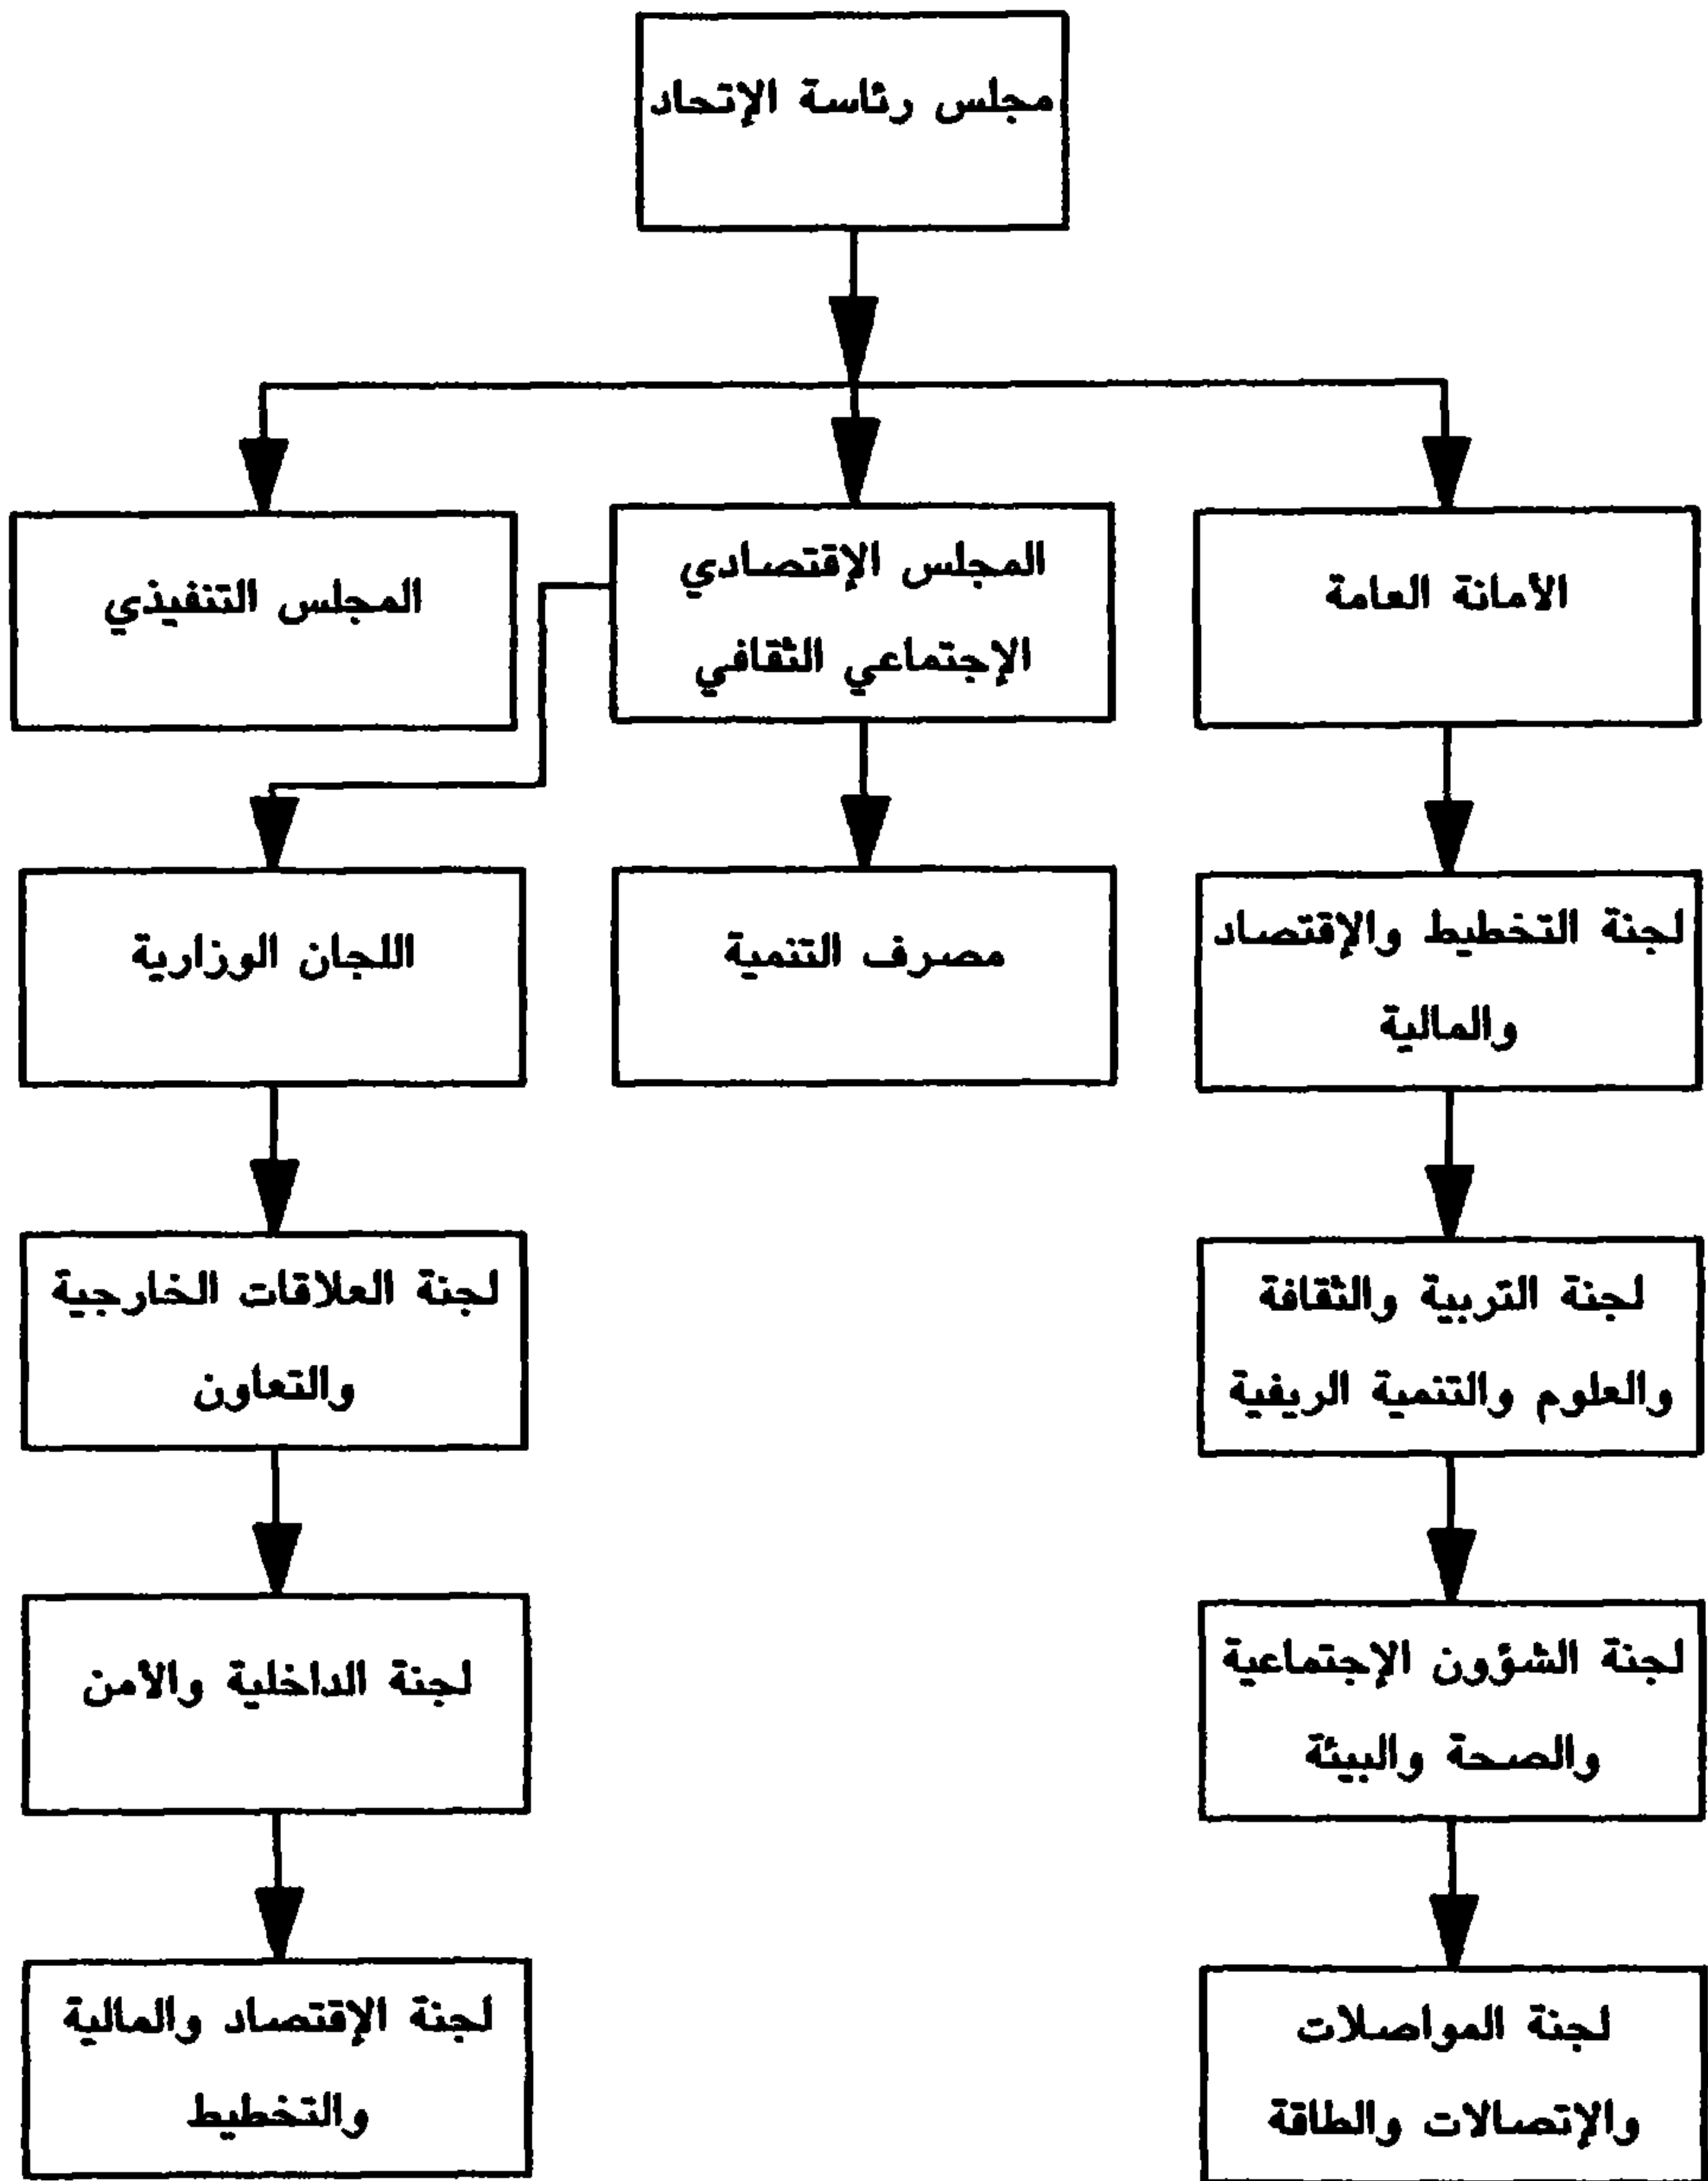 مجلس رئاسة الإتحاد
الأمانة العامة
المجلس الإقتصادي
الإجتماعي الثقافي
المجلس التنفيذي
لجنة التخطيط والإقتصاد
والمالية
مصرف التنمية
اللجان الوزارية
لجنة التربية والثقافة
والعلوم والتنمية الريفية
لجنة العلاقات الخارجية
والتعاون
لجنة الشؤون الإجتماعية
والصحة والبيئة
لجنة الداخلية والأمن
لجنة المواصلات
والإتصالات والطاقة
لجنة الإقتصاد والمالية
والتخطيط